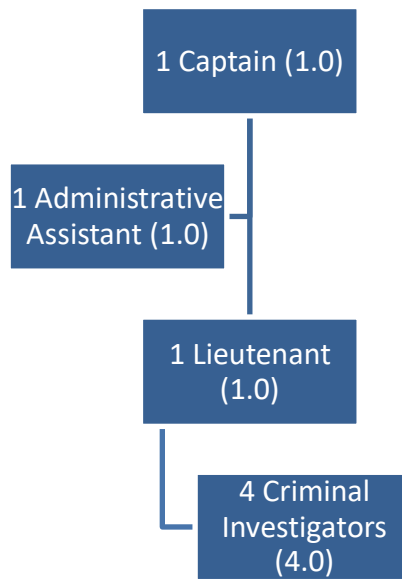 1 Captain (1.0)
1 Administrative
Assistant (1.0)
1 Lieutenant
(1.0)
4 Criminal
Investigators
(4.0)